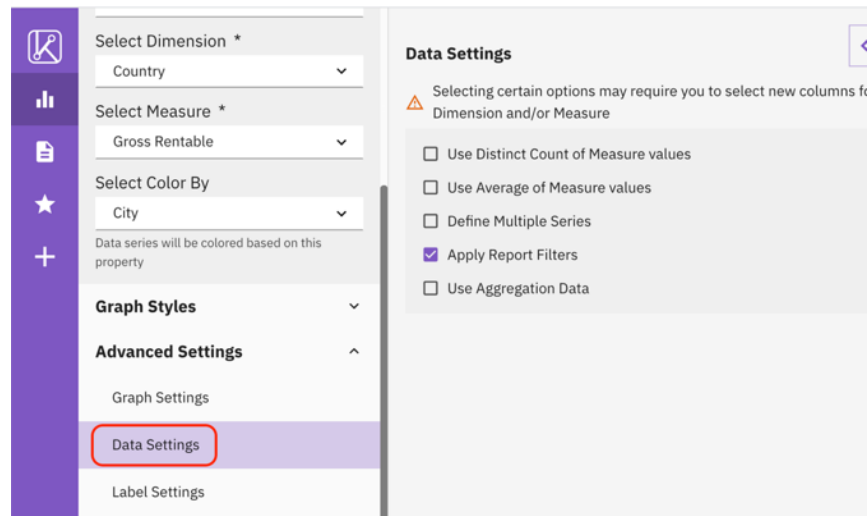 Select Dimension *
Country
Select Measure *
Gross Rentable
Select Color By
City
Data series will be colored based on this
property
Graph Styles
Advanced Settings
Graph Settings
Data Settings
Label Settings
Data Settings
Selecting certain options may require you to select new columns
Dimension and/or Measure
Use Distinct Count of Measure values
Use Average of Measure values
Define Multiple Series
Apply Report Filters
Use Aggregation Data